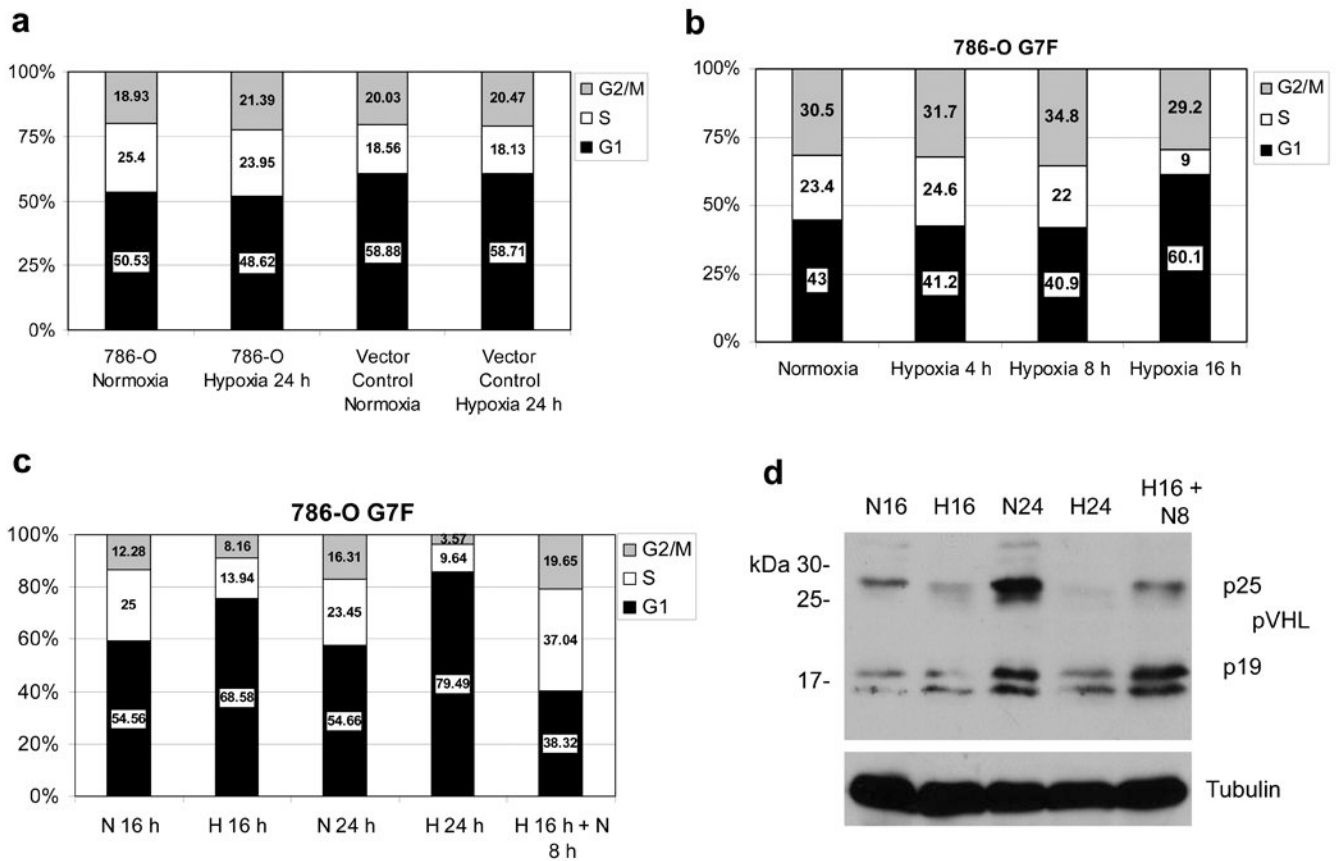 a
100%
75%
50%
25%
0%
18.93
25.4
50.53
21.39
23.95
48.62
20.03
18.56
58.88
20.47
18.13
58.71
G2/M
S
G1
786-O
Normoxia
786-O
Hypoxia 24 h
Vector
Control
Normoxia
Vector
Control
Hypoxia 24 h
b
786-O G7F
100%
75%
50%
25%
0%
30.5
23.4
43
31.7
24.6
41.2
34.8
22
40.9
29.2
9
60.1
G2/M
S
G1
Normoxia
Hypoxia 4 h
Hypoxia 8 h
Hypoxia 16 h
c
786-O G7F
100%
80%
60%
40%
20%
0%
12.28
25
54.56
8.16
13.94
68.58
16.31
23.45
54.66
3.57
9.64
79.49
19.65
37.04
38.32
G2/M
S
G1
N 16 h
H 16 h
N 24 h
H 24 h
H 16 h + N
8 h
d
N16
H16
N24
H24
H16 +
N8
kDa 30-
25-
17-
p25
pVHL
p19
Tubulin